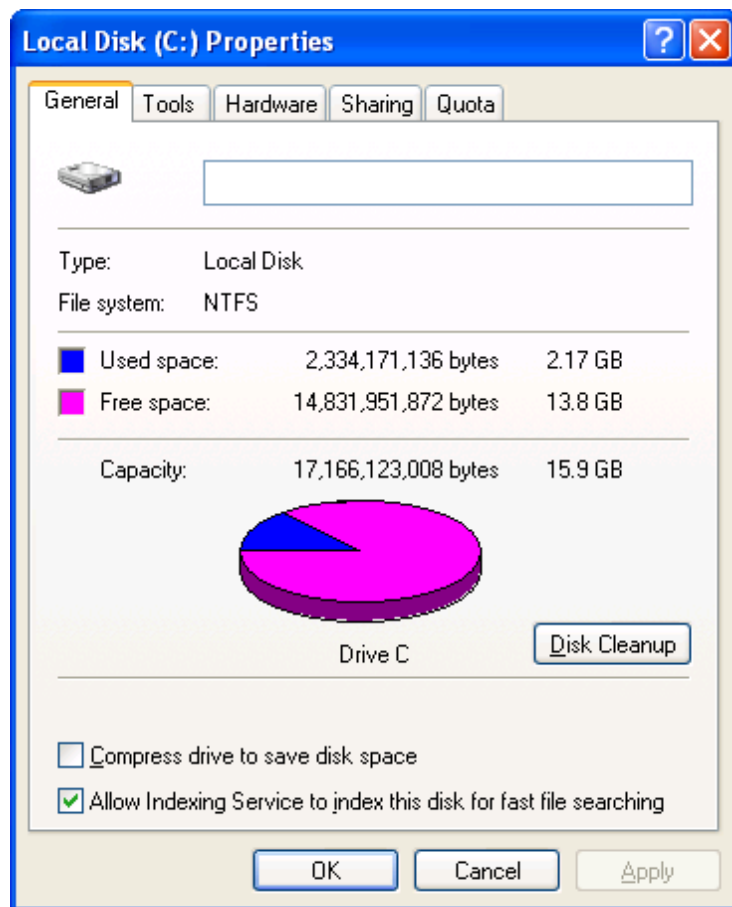 Local Disk (C:) Properties
General Tools Hardware Sharing Quota
Type: Local Disk
File system: NTFS
Used space: 2,334,171,136 bytes 2.17 GB
Free space: 14,831,951,872 bytes 13.8 GB
Capacity: 17,166,123,008 bytes 15.9 GB
Drive C
Disk Cleanup
Compress drive to save disk space
Allow Indexing Service to index this disk for fast file searching
OK Cancel Apply